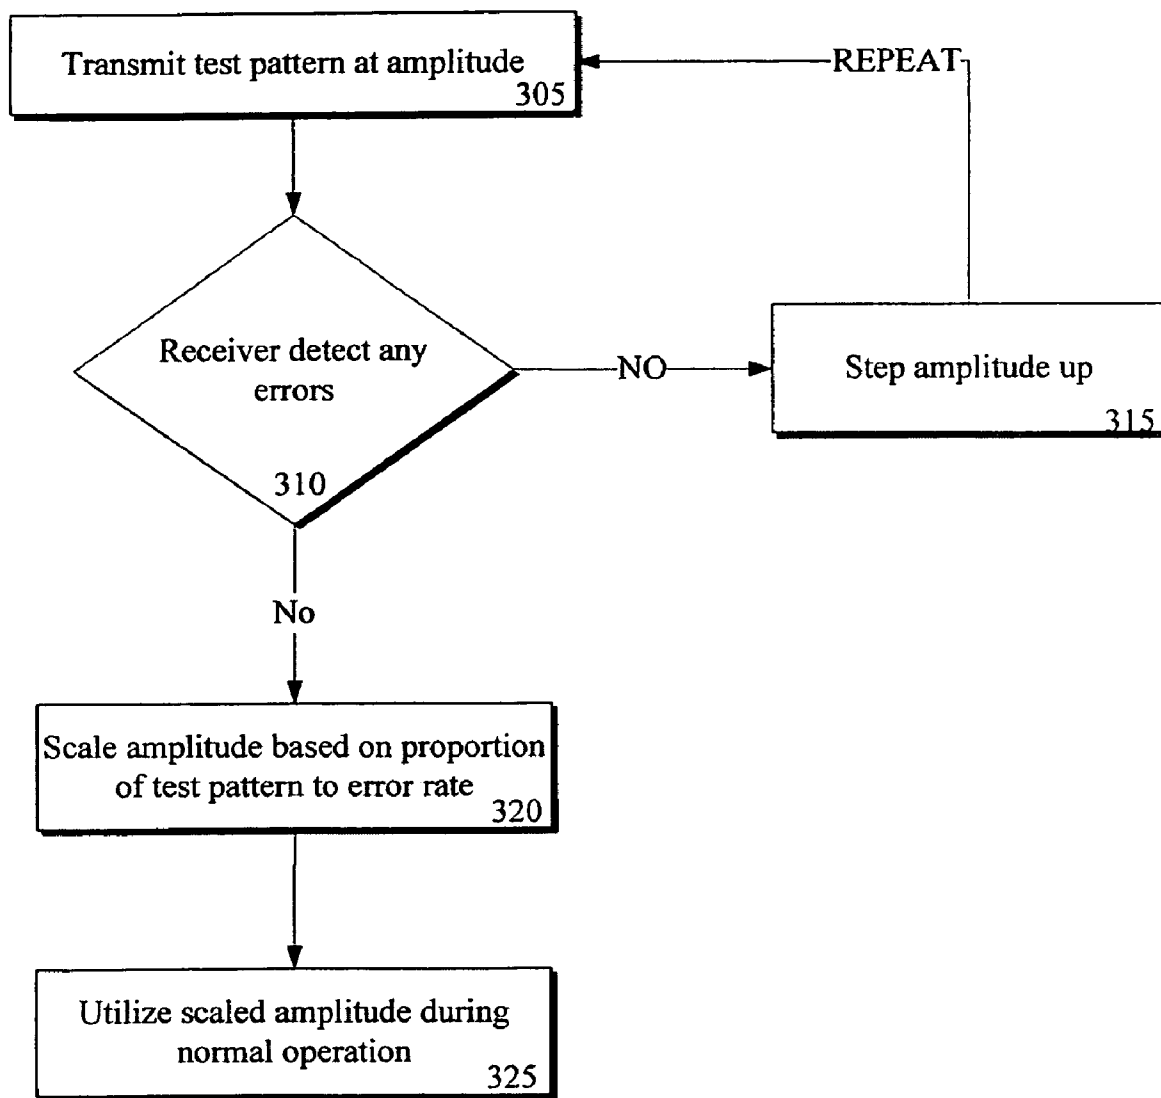 Transmit test pattern at amplitude
305
REPEAT
Receiver detect any
errors
310
NO
Step amplitude up
315
No
Scale amplitude based on proportion
of test pattern to error rate
320
Utilize scaled amplitude during
normal operation
325